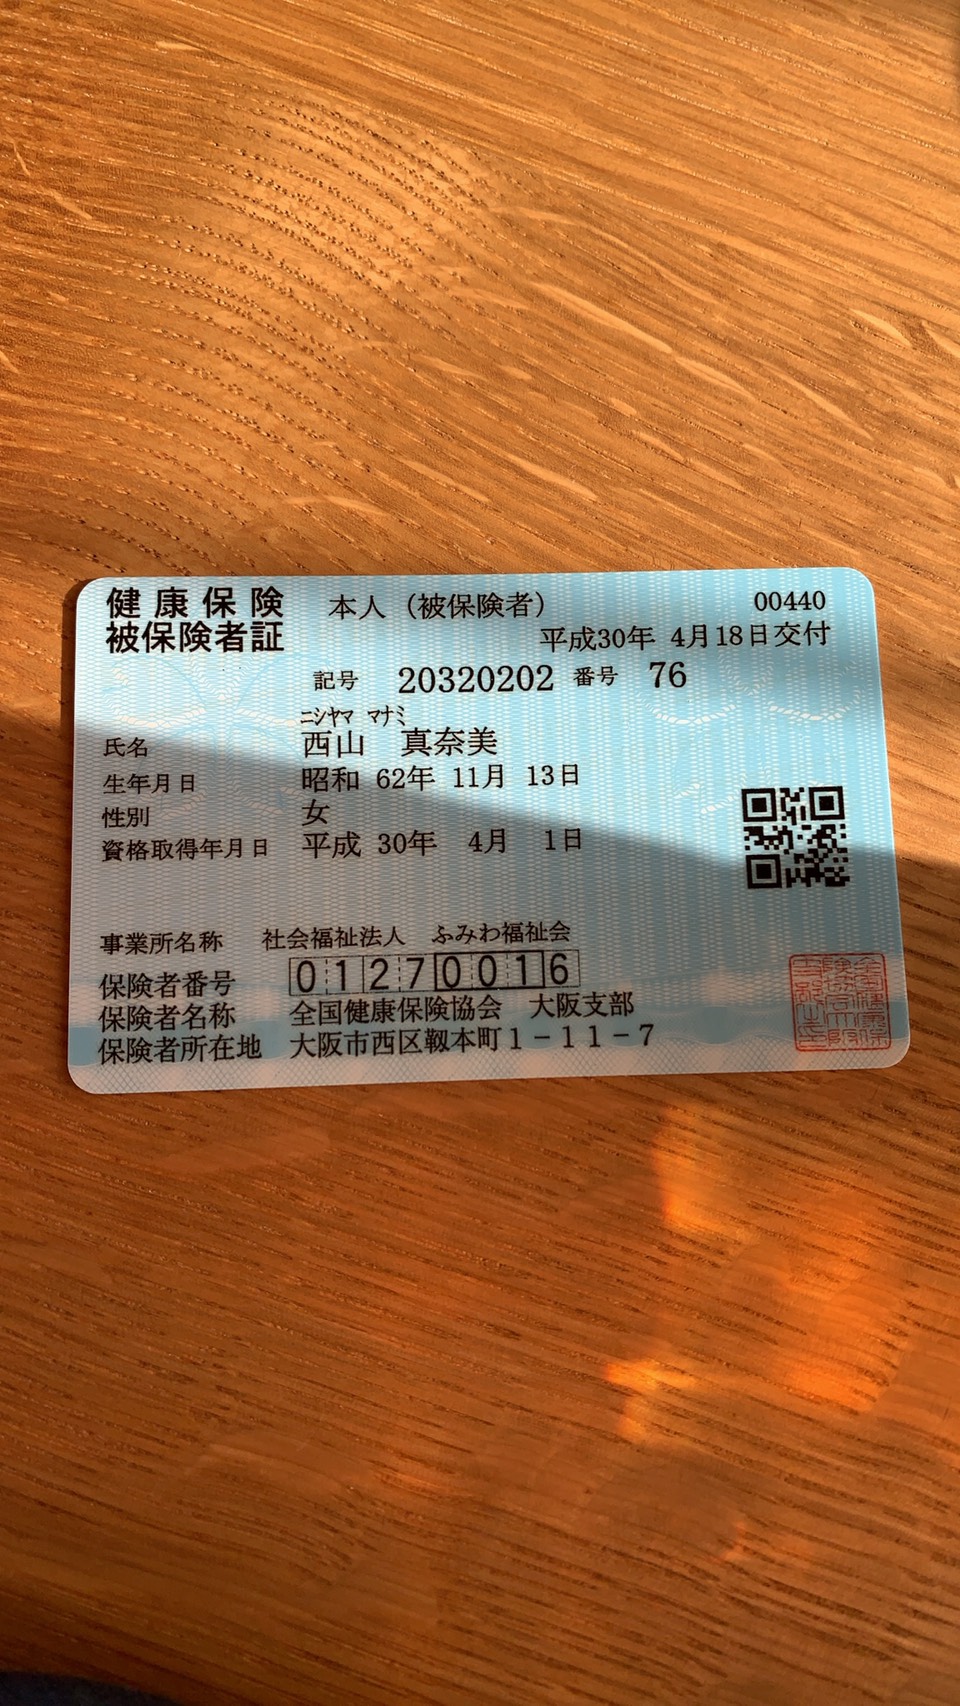 健康保険 本人（被保険者） 00440
被保険者証 平成30年 4月18日交付
記号 20320202 番号 76
ニシヤマ マナミ
氏名 西山 真奈美
生年月日 昭和 62年 11月 13日
性別 女
資格取得年月日 平成 30年 4月 1日
事業所名称 社会福祉法人 ふみわ福祉会
保険者番号 01270016
保険者名称 全国健康保険協会 大阪支部
保険者所在地 大阪市西区靱本町1－11－7